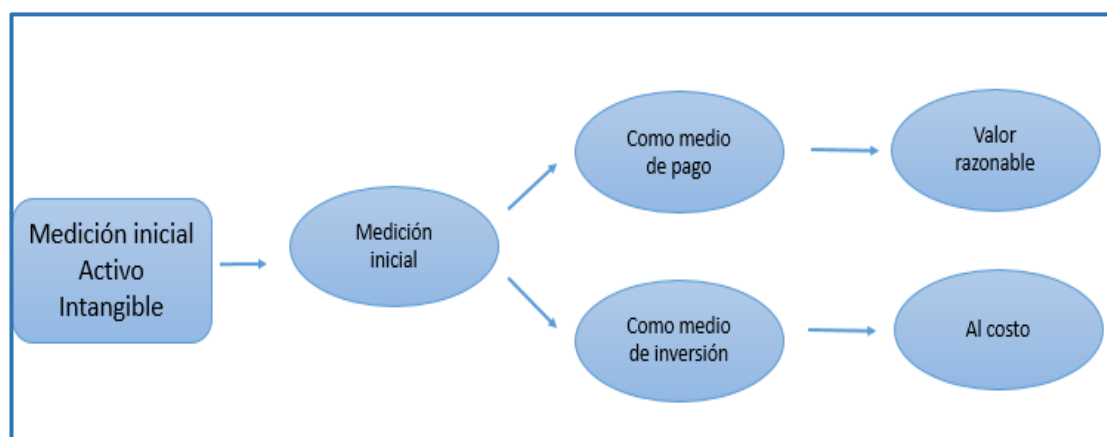 Medición inicial
Activo
Intangible
Medición
inicial
Como medio
de pago
Valor
razonable
Como medio
de inversión
Al costo